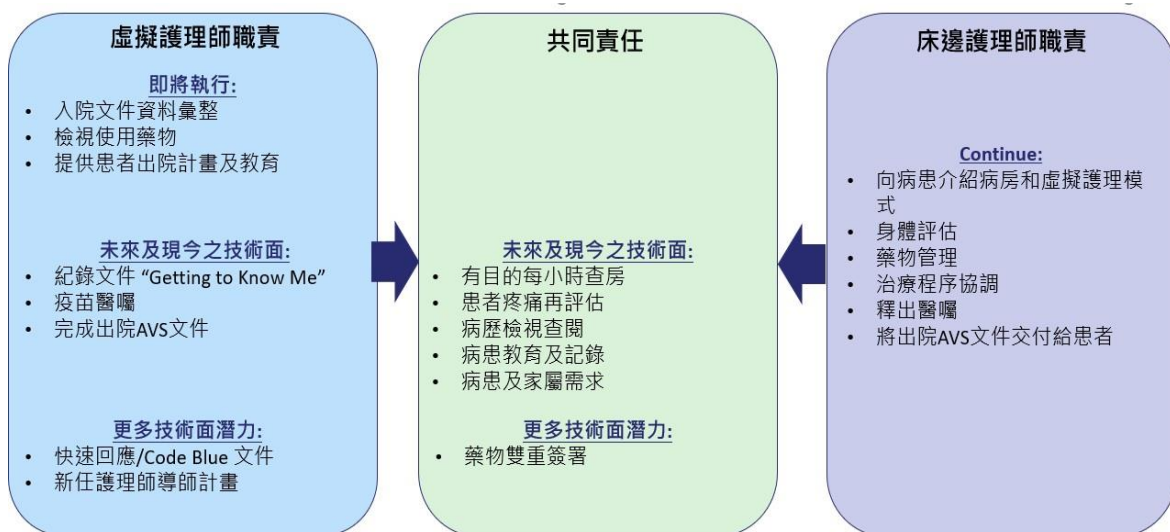 虛擬護理師職責
即將執行:
• 入院文件資料彙整
• 檢視使用藥物
• 提供患者出院計畫及教育
未來及現今之技術面:
• 紀錄文件 “Getting to Know Me”
• 疫苗醫囑
• 完成出院AVS文件
更多技術面潛力:
• 快速回應/Code Blue 文件
• 新任護理師導師計畫
共同責任
未來及現今之技術面:
• 有目的每小時查房
• 患者疼痛再評估
• 病歷檢視查閱
• 病患教育及記錄
• 病患及家屬需求
更多技術面潛力:
• 藥物雙重簽署
床邊護理師職責
Continue:
• 向病患介紹病房和虛擬護理模
式
• 身體評估
• 藥物管理
• 治療程序協調
• 釋出醫囑
• 將出院AVS文件交付給患者